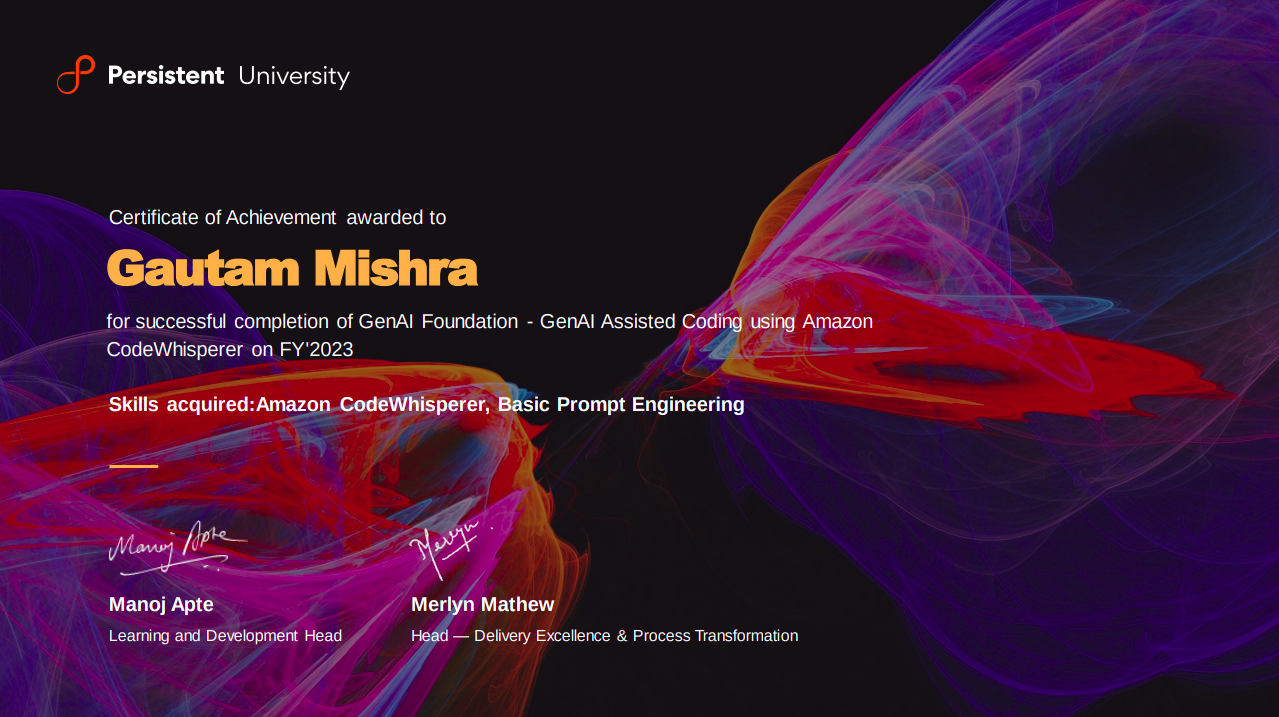 Persistent University
Certificate of Achievement awarded to
Gautam Mishra
for successful completion of GenAI Foundation - GenAI Assisted Coding using Amazon
CodeWhisperer on FY'2023
Skills acquired:Amazon CodeWhisperer, Basic Prompt Engineering
Manoj Apte
Merlyn
Manoj Apte
Merlyn Mathew
Learning and Development Head
Head — Delivery Excellence & Process Transformation